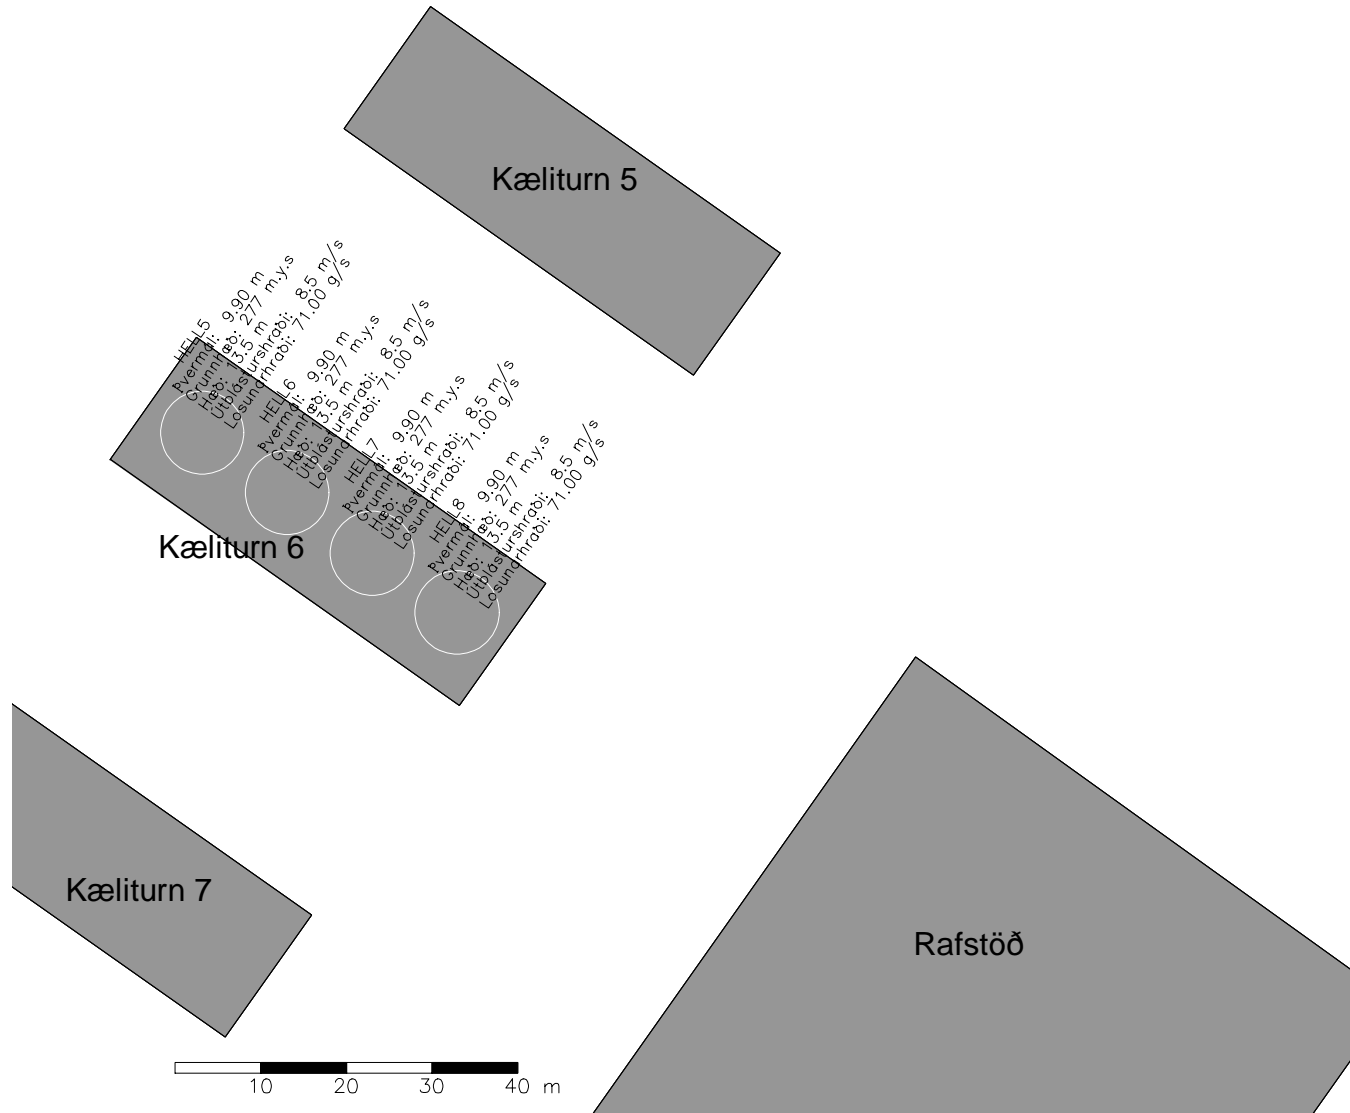 Kæliturn 5
HELL5
Þvermál: 9.90 m
Grunnhæð: 277 m.y.s
Hæð: 13.5 m
Útblásturshraði: 8.5 m/s
Losunarhraði: 71.00 g/s
HELL6
Þvermál: 9.90 m
Grunnhæð: 277 m.y.s
Hæð: 13.5 m
Útblásturshraði: 8.5 m/s
Losunarhraði: 71.00 g/s
HELL7
Þvermál: 9.90 m
Grunnhæð: 277 m.y.s
Hæð: 13.5 m
Útblásturshraði: 8.5 m/s
Losunarhraði: 71.00 g/s
HELL8
Þvermál: 9.90 m
Grunnhæð: 277 m.y.s
Hæð: 13.5 m
Útblásturshraði: 8.5 m/s
Losunarhraði: 71.00 g/s
Kæliturn 6
Kæliturn 7
Rafstöð
10 20 30 40 m